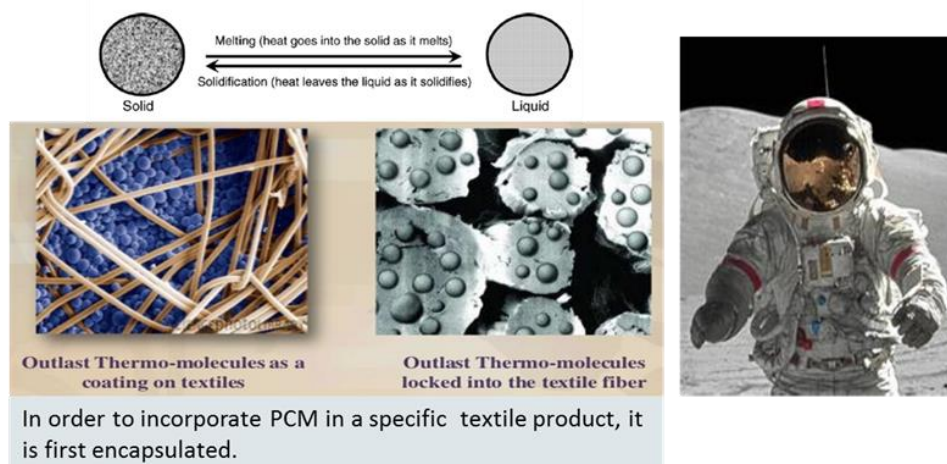 Melting (heat goes into the solid as it melts)
Solidification (heat leaves the liquid as it solidifies)
Solid
Liquid
Outlast Thermo-molecules as a
coating on textiles
Outlast Thermo-molecules
locked into the textile fiber
In order to incorporate PCM in a specific textile product, it
is first encapsulated.